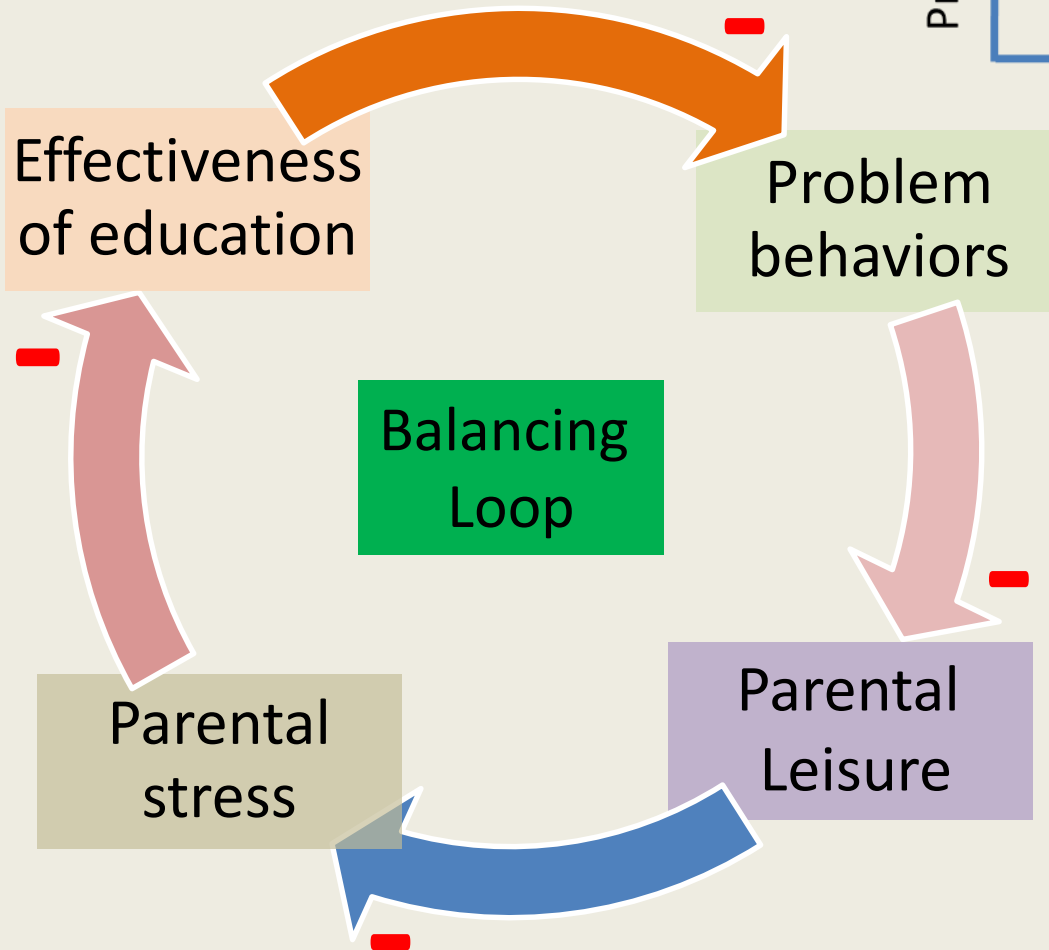 Effectiveness
of education
Problem
behaviors
Balancing
Loop
Parental
Leisure
Parental
stress